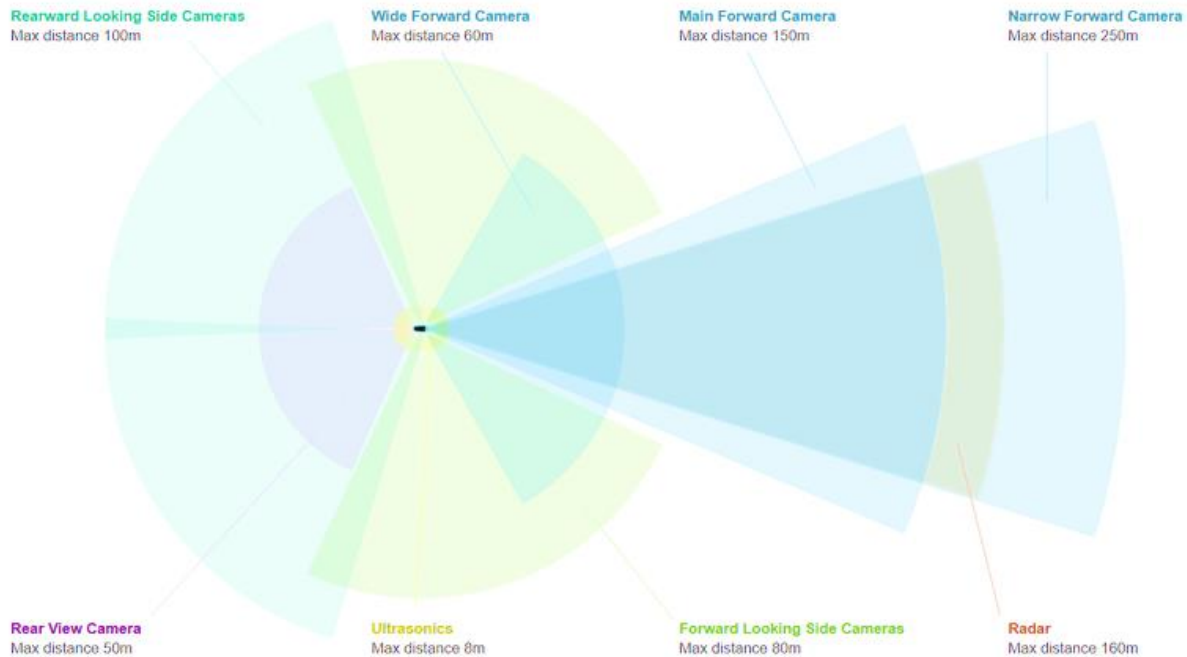 Rearward Looking Side Cameras
Max distance 100m
Wide Forward Camera
Max distance 60m
Main Forward Camera
Max distance 150m
Narrow Forward Camera
Max distance 250m
Rear View Camera
Max distance 50m
Ultrasonics
Max distance 8m
Forward Looking Side Cameras
Max distance 80m
Radar
Max distance 160m